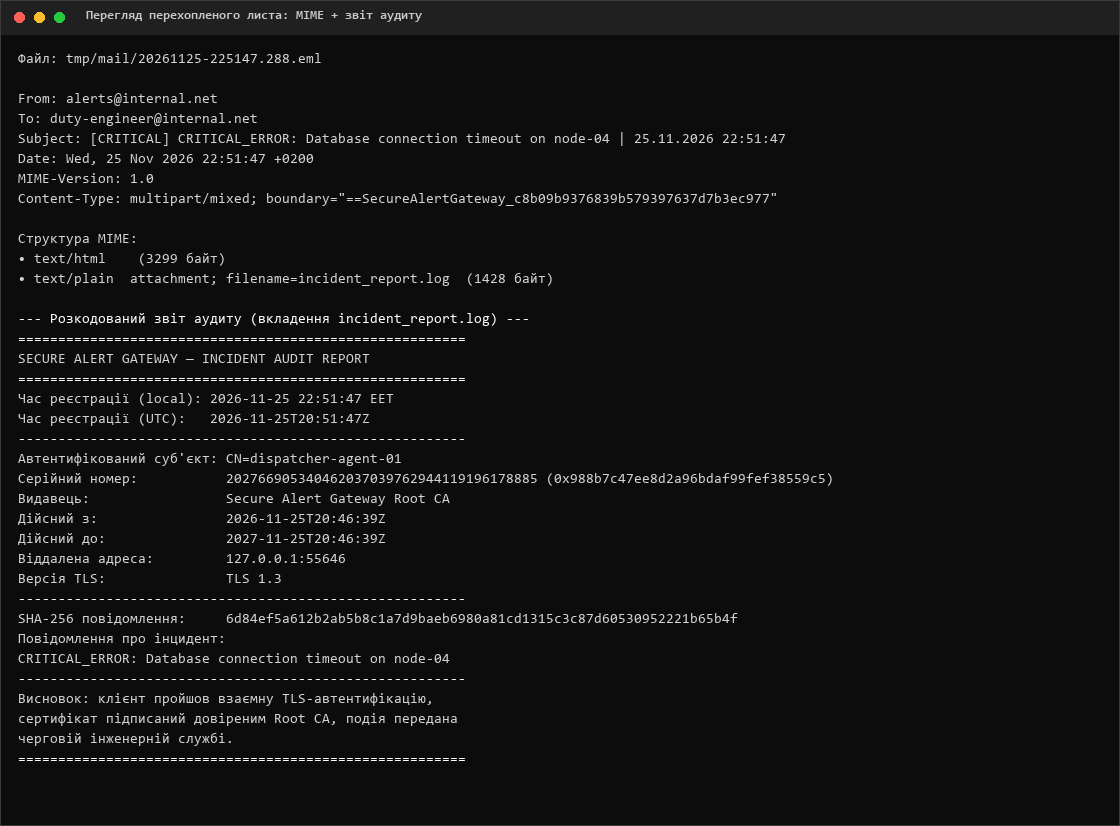 Перегляд перехопленого листа: MIME + звіт аудиту
Файл: tmp/mail/20261125-225147.288.eml
From: alerts@internal.net
To: duty-engineer@internal.net
Subject: [CRITICAL] CRITICAL_ERROR: Database connection timeout on node-04 | 25.11.2026 22:51:47
Date: Wed, 25 Nov 2026 22:51:47 +0200
MIME-Version: 1.0
Content-Type: multipart/mixed; boundary="==SecureAlertGateway_c8b09b9376839b579397637d7b3ec977"
Структура MIME:
• text/html    (3299 байт)
• text/plain  attachment; filename=incident_report.log  (1428 байт)
--- Розкодований звіт аудиту (вкладення incident_report.log) ---
========================================================
SECURE ALERT GATEWAY — INCIDENT AUDIT REPORT
========================================================
Час реєстрації (local): 2026-11-25 22:51:47 EET
Час реєстрації (UTC):   2026-11-25T20:51:47Z
--------------------------------------------------------
Автентифікований суб'єкт: CN=dispatcher-agent-01
Серійний номер:           202766905340462037039762944119196178885 (0x988b7c47ee8d2a96bdaf99fef38559c5)
Видавець:                 Secure Alert Gateway Root CA
Дійсний з:                2026-11-25T20:46:39Z
Дійсний до:               2027-11-25T20:46:39Z
Віддалена адреса:         127.0.0.1:55646
Версія TLS:               TLS 1.3
--------------------------------------------------------
SHA-256 повідомлення:     6d84ef5a612b2ab5b8c1a7d9baeb6980a81cd1315c3c87d60530952221b65b4f
Повідомлення про інцидент:
CRITICAL_ERROR: Database connection timeout on node-04
--------------------------------------------------------
Висновок: клієнт пройшов взаємну TLS-автентифікацію,
сертифікат підписаний довіреним Root CA, подія передана
черговій інженерній службі.
========================================================